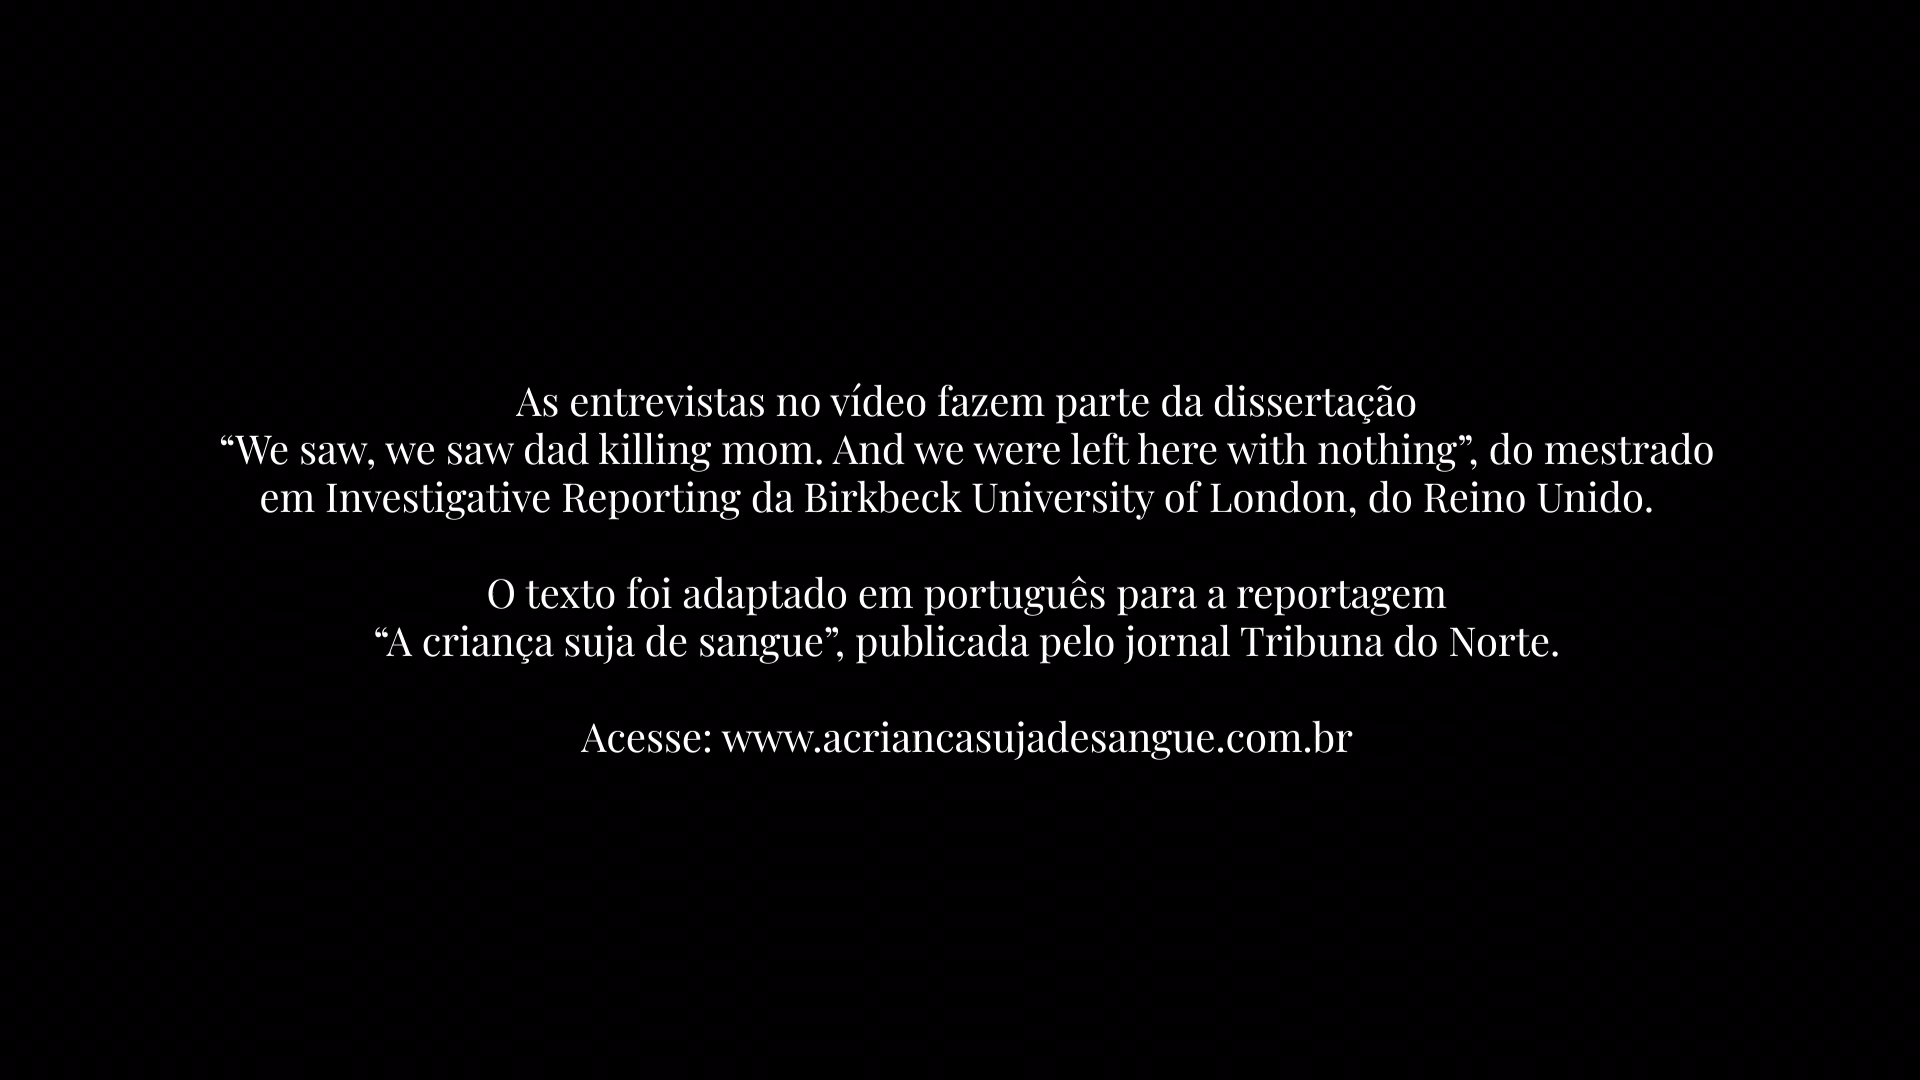 As entrevistas no vídeo fazem parte da dissertação
“We saw, we saw dad killing mom. And we were left here with nothing”, do mestrado
em Investigative Reporting da Birkbeck University of London, do Reino Unido.
O texto foi adaptado em português para a reportagem
“A criança suja de sangue”, publicada pelo jornal Tribuna do Norte.
Acesse: www.acriancasujadesangue.com.br